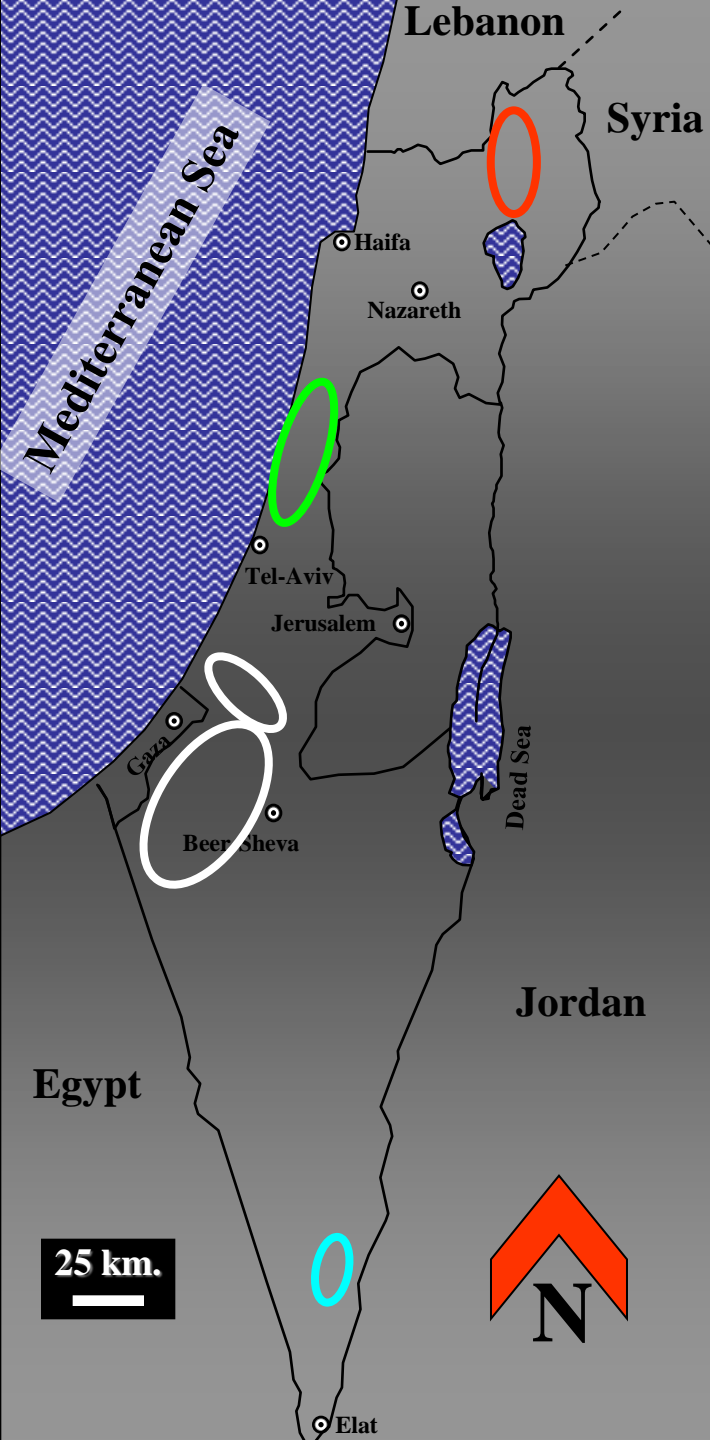 Lebanon
Syria
Mediterranean Sea
Haifa
Nazareth
Tel-Aviv
Jerusalem
Gaza
Dead Sea
Beer Sheva
Jordan
Egypt
25 km.
N
Elat